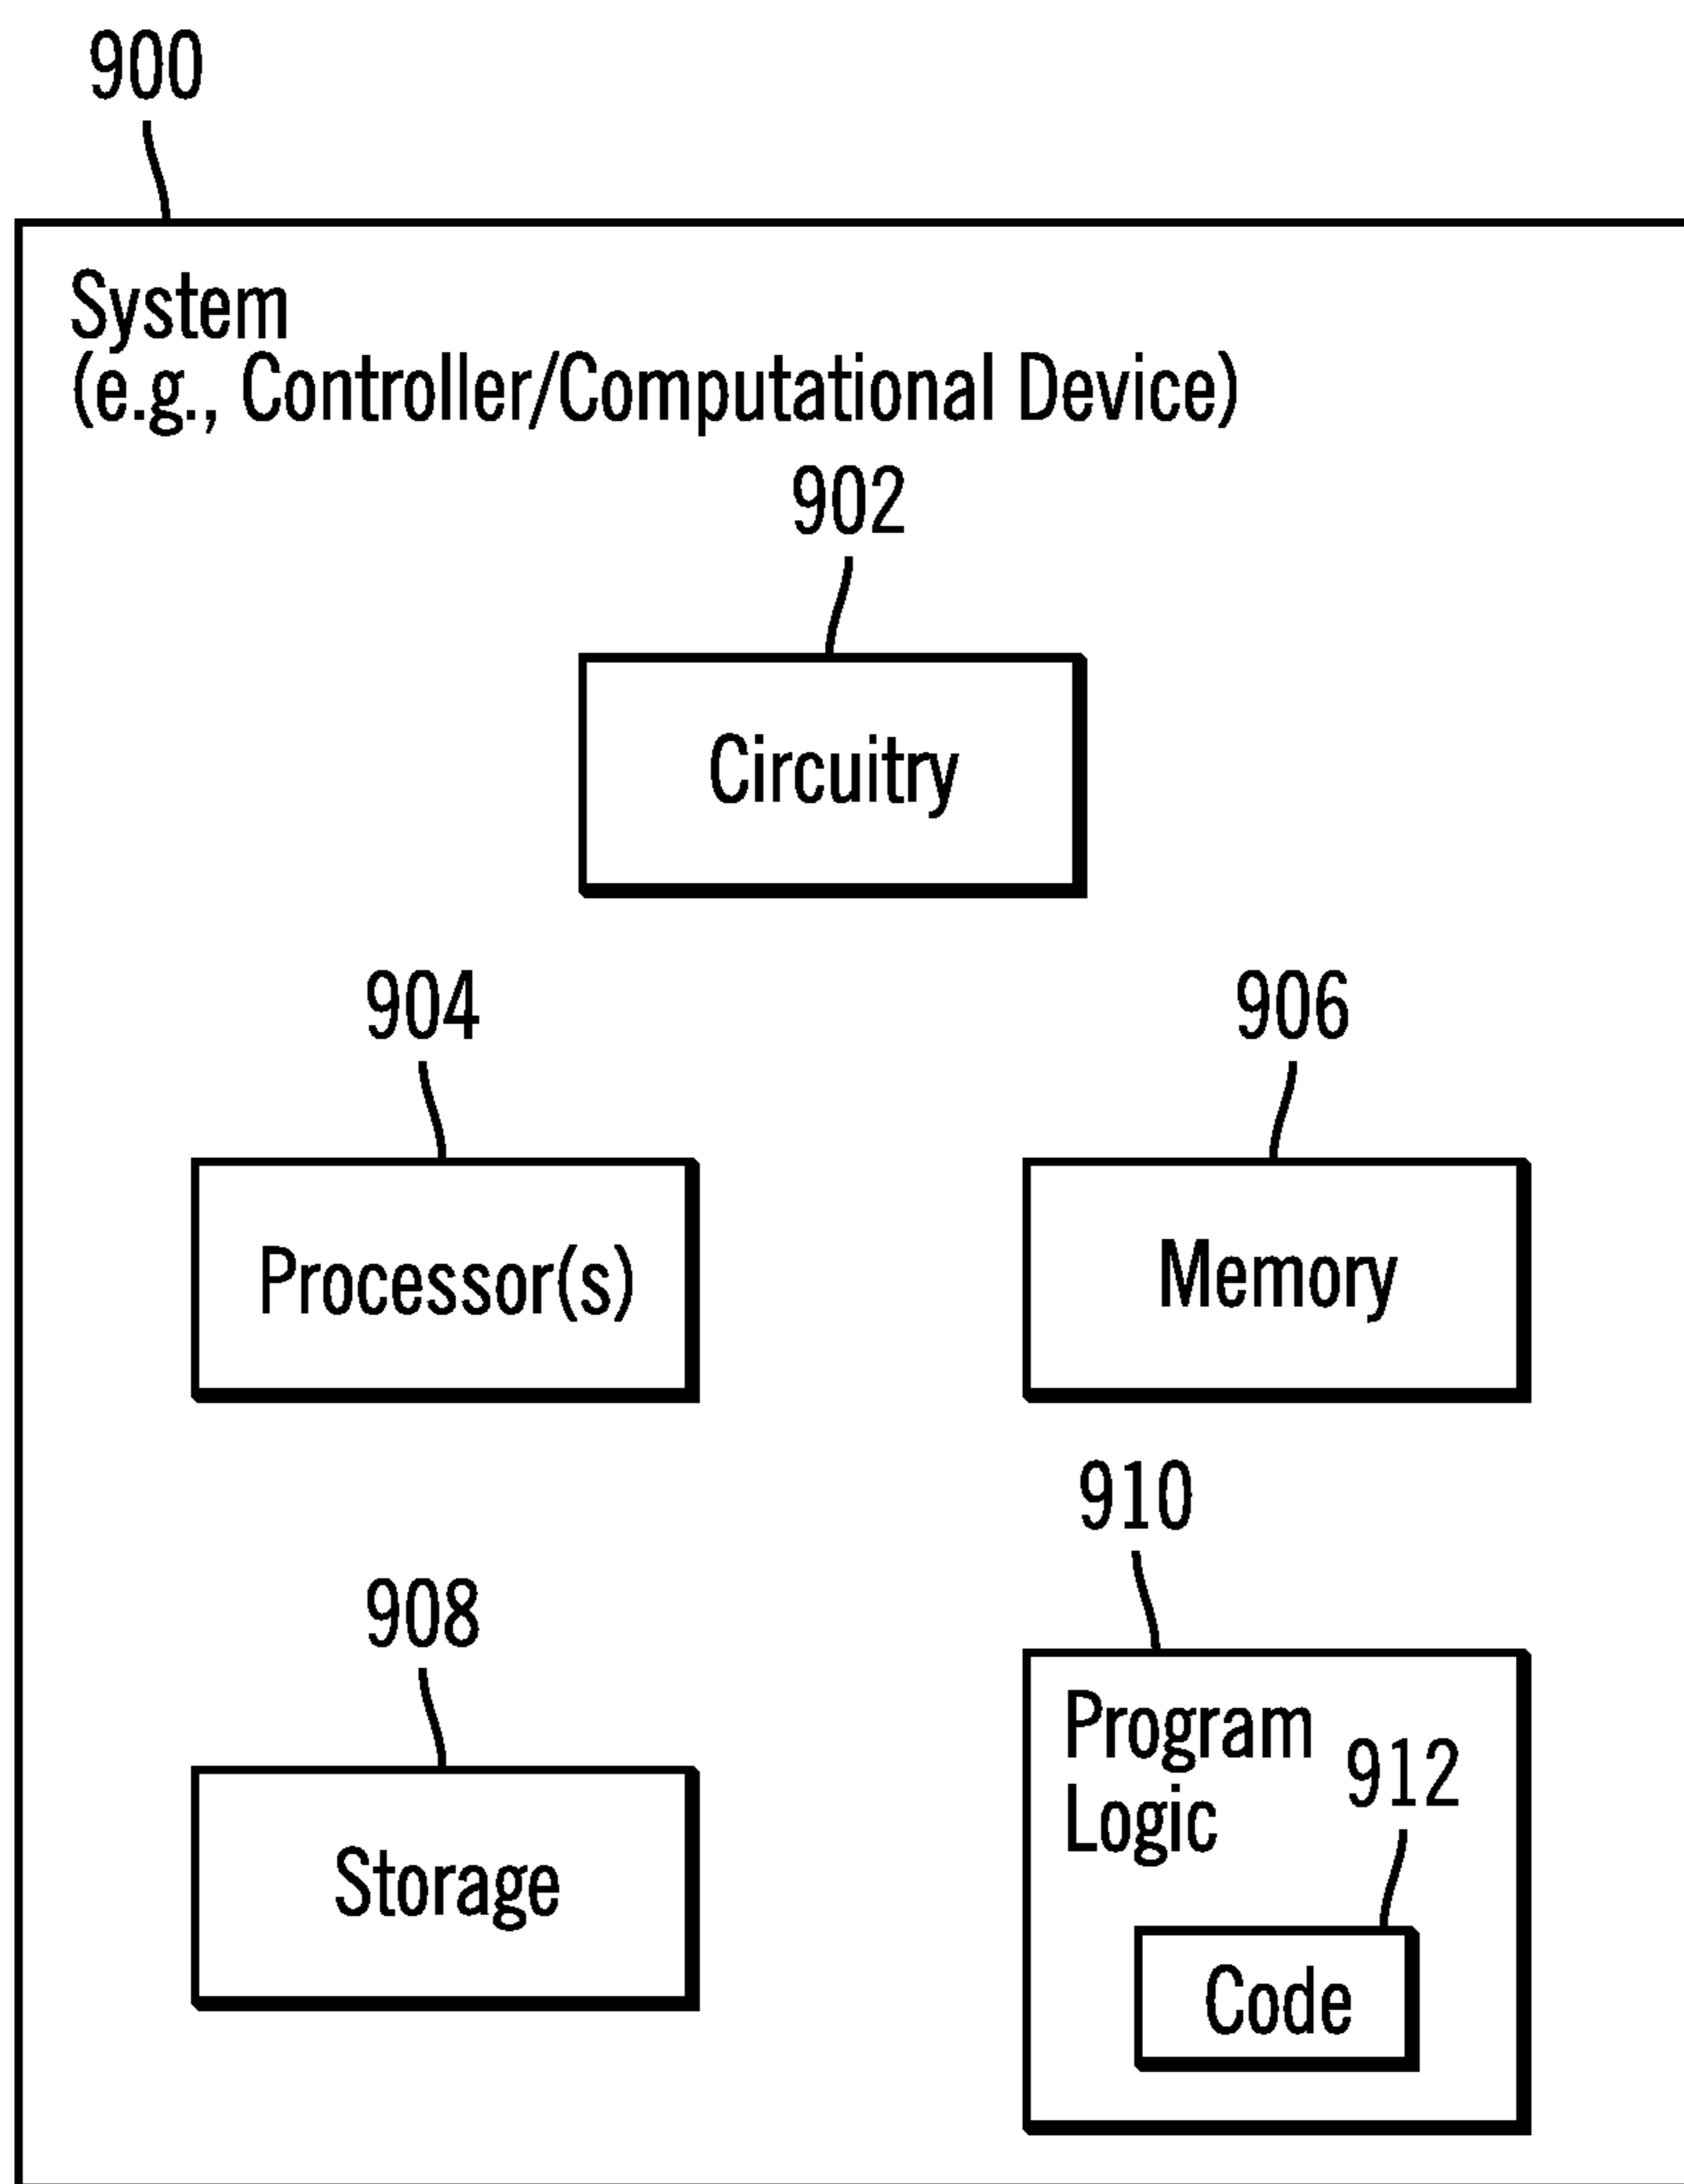 900
System
(e.g., Controller/Computational Device)
902
Circuitry
904
906
Processor(s)
Memory
910
908
Program
Logic
912
Storage
Code